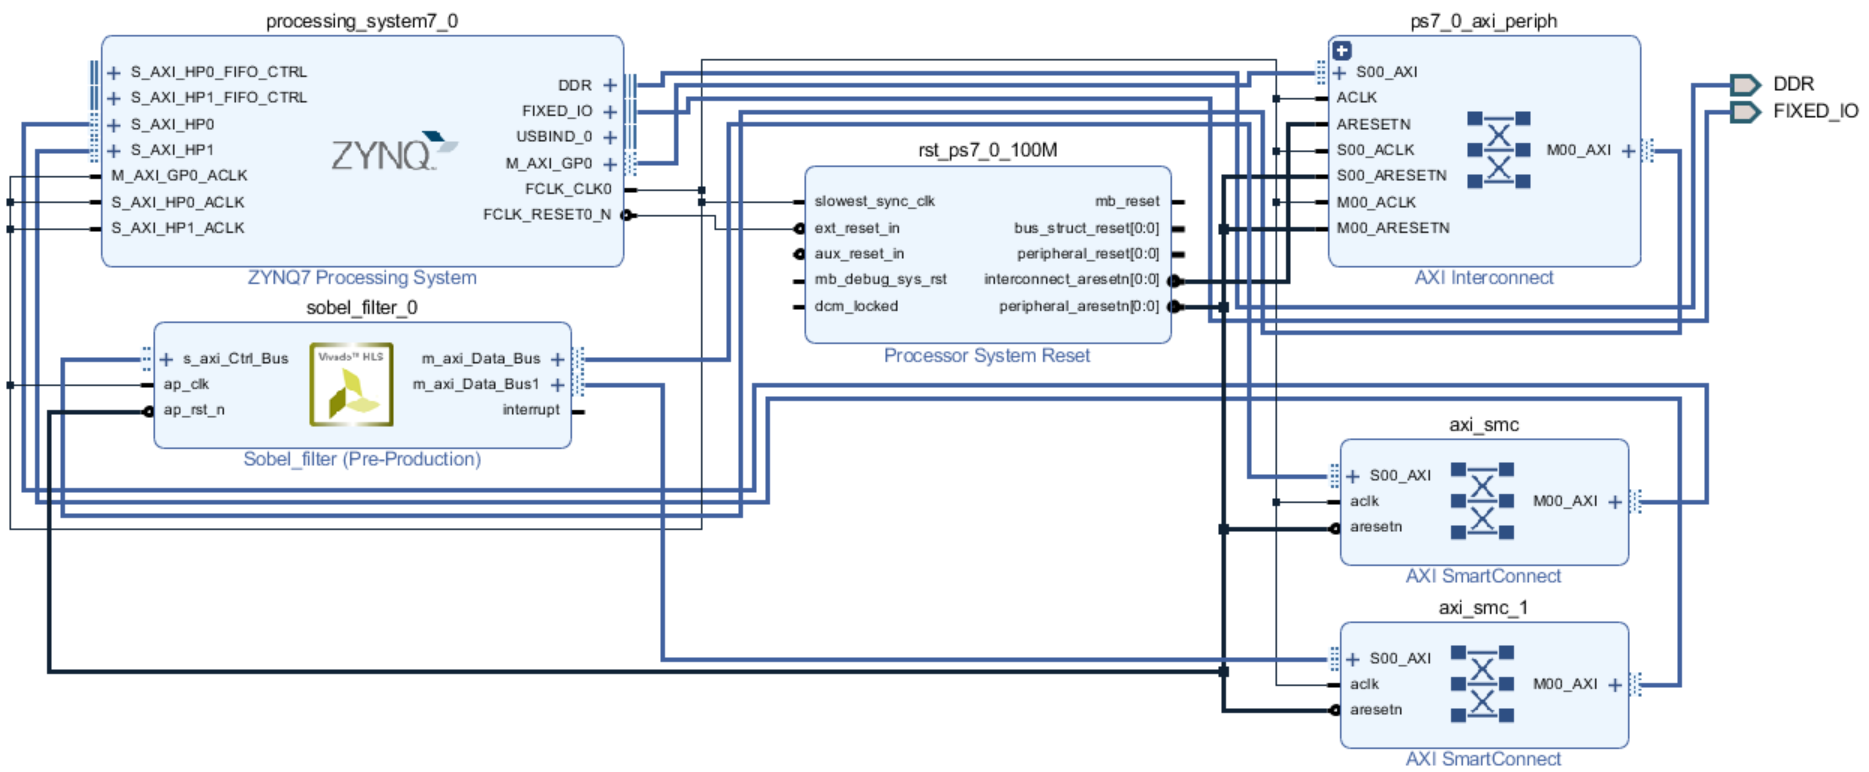 processing_system7_0
S_AXI_HP0_FIFO_CTRL
S_AXI_HP1_FIFO_CTRL
S_AXI_HP0
S_AXI_HP1
M_AXI_GP0_ACLK
S_AXI_HP0_ACLK
S_AXI_HP1_ACLK
ZYNQ
DDR
FIXED_IO
USBIND_0
M_AXI_GP0
FCLK_CLK0
FCLK_RESET0_N
ZYNQ7 Processing System
sobel_filter_0
s_axi_Ctrl_Bus
ap_clk
ap_rst_n
Vivado™ HLS
m_axi_Data_Bus
m_axi_Data_Bus1
interrupt
Sobel_filter (Pre-Production)
rst_ps7_0_100M
slowest_sync_clk
ext_reset_in
aux_reset_in
mb_debug_sys_rst
dcm_locked
mb_reset
bus_struct_reset[0:0]
peripheral_reset[0:0]
interconnect_aresetn[0:0]
peripheral_aresetn[0:0]
Processor System Reset
ps7_0_axi_periph
S00_AXI
ACLK
ARESETN
S00_ACLK
S00_ARESETN
M00_ACLK
M00_ARESETN
M00_AXI
AXI Interconnect
DDR
FIXED_IO
axi_smc
S00_AXI
aclk
aresetn
M00_AXI
AXI SmartConnect
axi_smc_1
S00_AXI
aclk
aresetn
M00_AXI
AXI SmartConnect